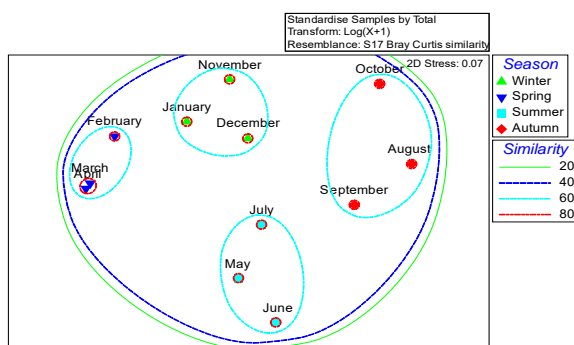 Standardise Samples by Total
Transform: Log(X+1)
Resemblance: S17 Bray Curtis similarity
2D Stress: 0.07
November
October
January
December
February
March
April
August
September
July
May
June
Season
Winter
Spring
Summer
Autumn
Similarity
20
40
60
80